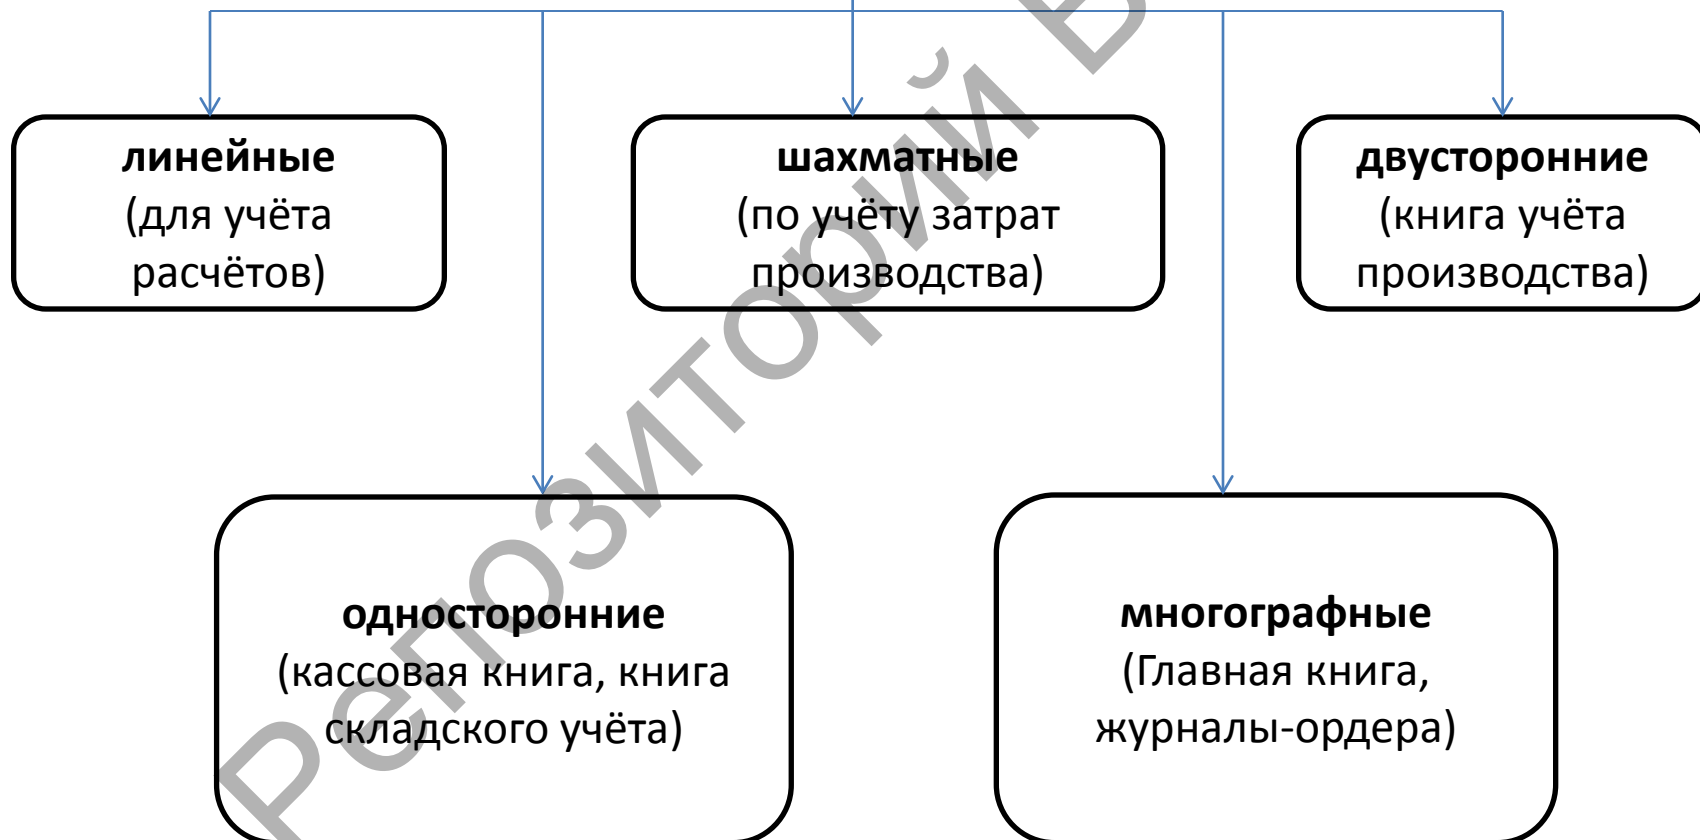 линейные
(для учёта
расчётов)
шахматные
(по учёту затрат
производства)
двусторонние
(книга учёта
производства)
односторонние
(кассовая книга, книга
складского учёта)
многографные
(Главная книга,
журналы-ордера)
Репозиторий В